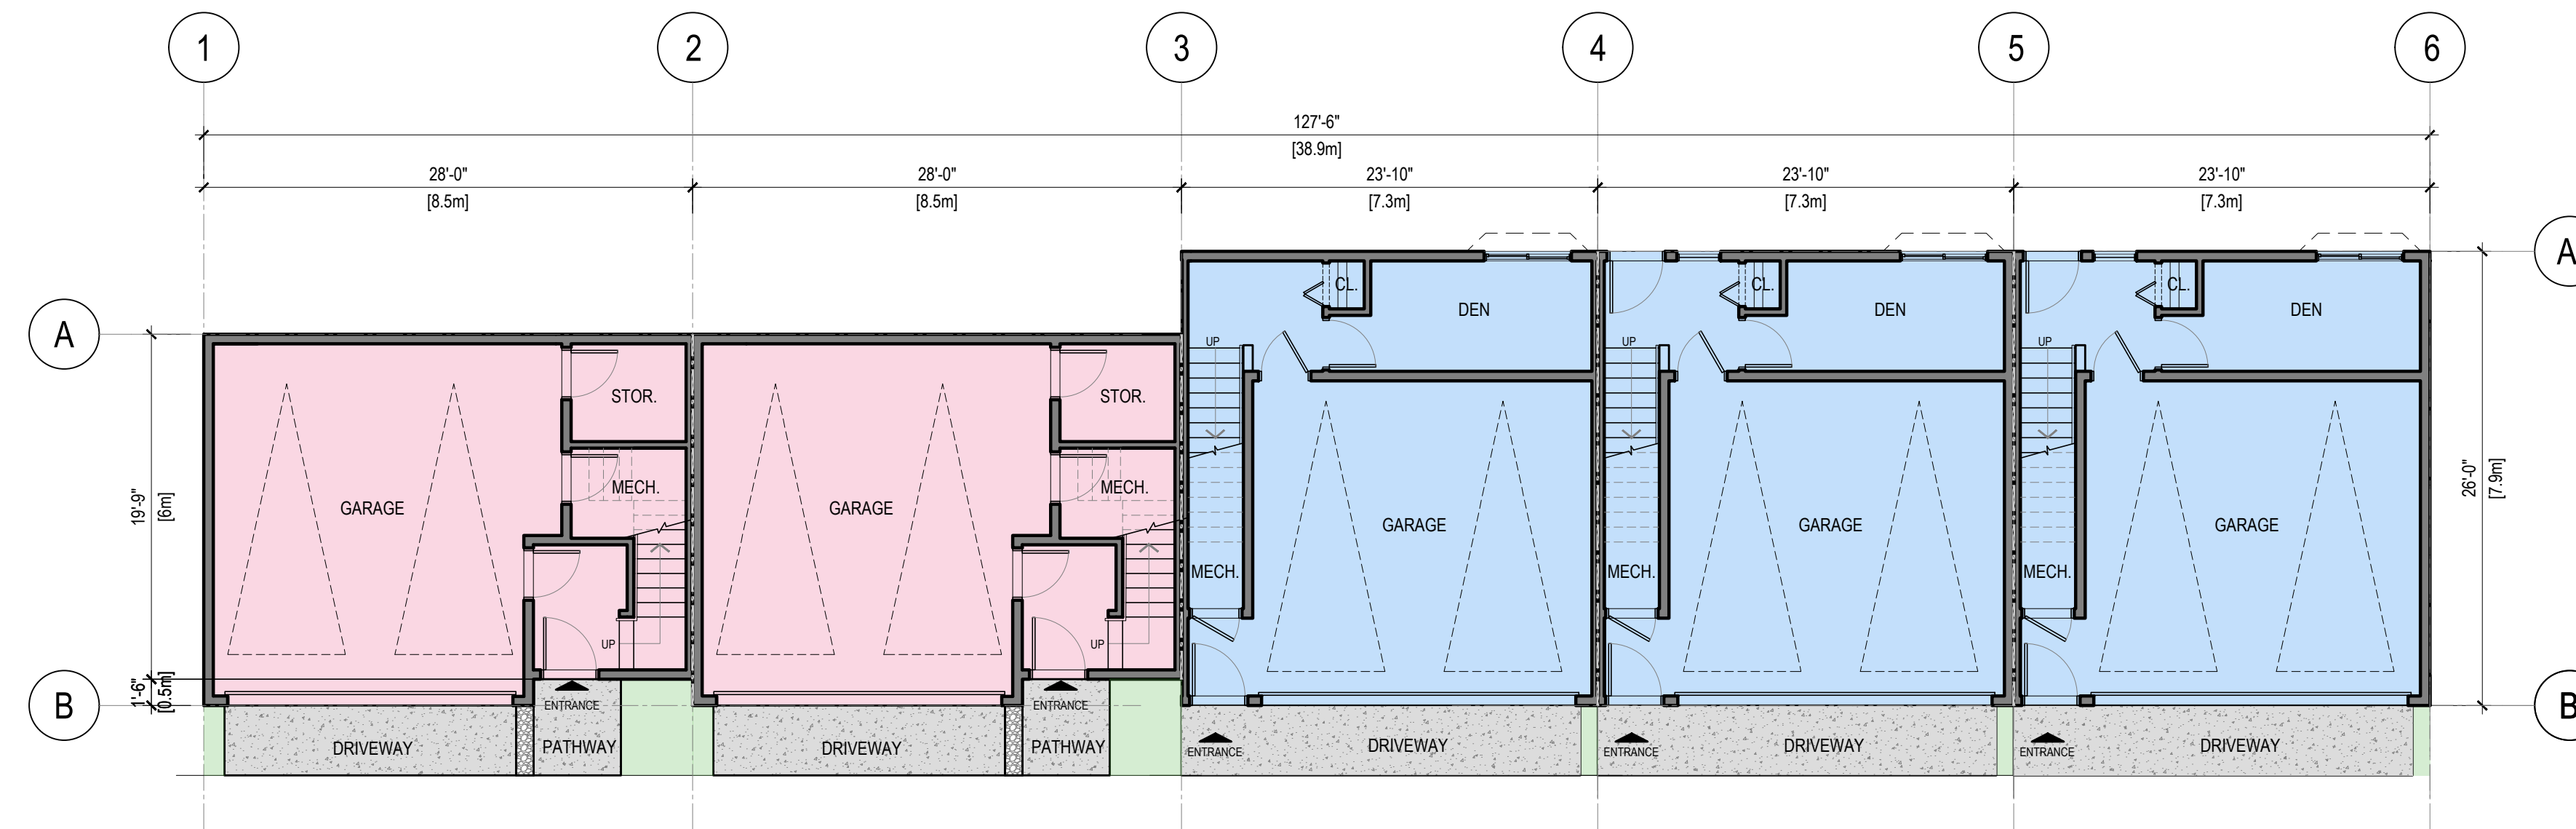 1
2
3
4
5
6
127'-6"
[38.9m]
28'-0"
28'-0"
23'-10"
23'-10"
23'-10"
[8.5m]
[8.5m]
[7.3m]
[7.3m]
[7.3m]
A
A
CL.
CL.
CL.
DEN
DEN
DEN
UP
UP
UP
STOR.
STOR.
MECH.
MECH.
GARAGE
GARAGE
GARAGE
GARAGE
GARAGE
19'-9"
[6m]
26'-0"
[7.9m]
MECH.
MECH.
MECH.
UP
UP
1'-6"
[0.5m]
B
B
ENTRANCE
ENTRANCE
DRIVEWAY
PATHWAY
DRIVEWAY
PATHWAY
ENTRANCE
DRIVEWAY
ENTRANCE
DRIVEWAY
ENTRANCE
DRIVEWAY